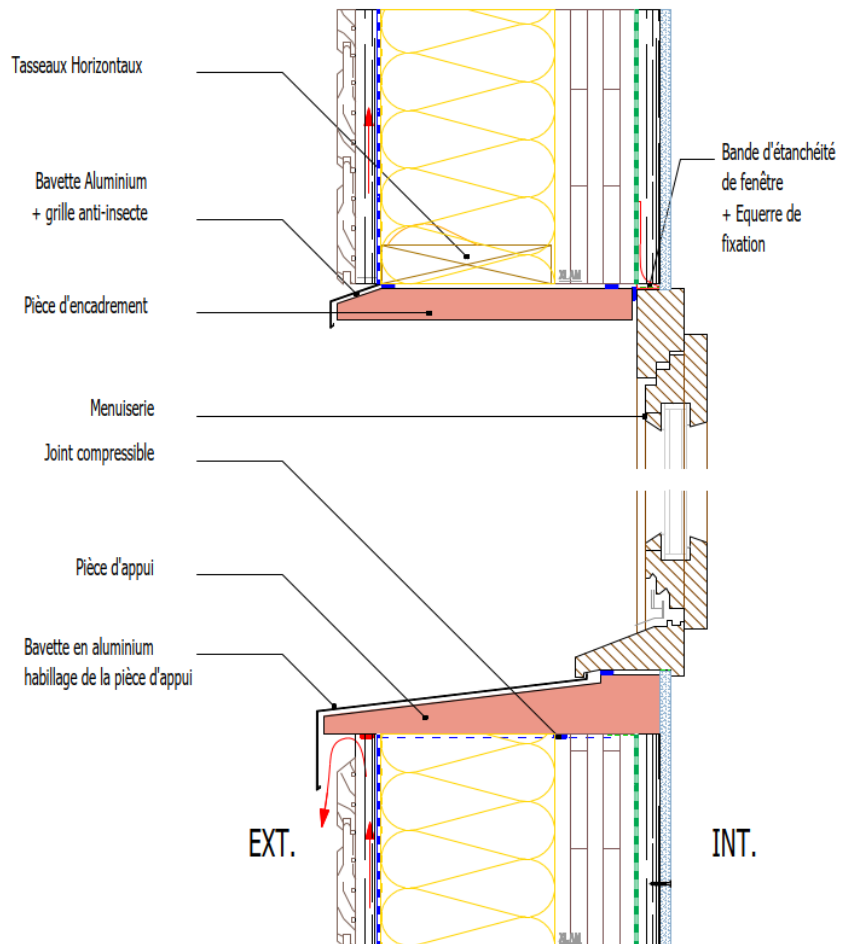 Tasseaux Horizontaux
Bavette Aluminium
+ grille anti-insecte
Pièce d'encadrement
Menuiserie
Joint compressible
Pièce d'appui
Bavette en aluminium
habillage de la pièce d'appui
Bande d'étanchéité
de fenêtre
+ Equerre de
fixation
EXT.
INT.